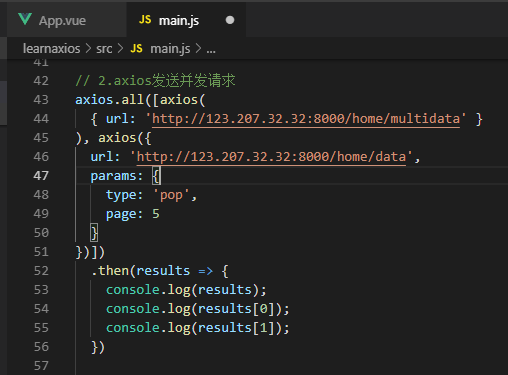 App.vue
JS main.js
learnaxios > src > JS main.js > ...
41
42 // 2.axios发送并发请求
43 axios.all([axios(
44 { url: 'http://123.207.32.32:8000/home/multidata' }
45 ), axios({
46 url: 'http://123.207.32.32:8000/home/data',
47 params: {
48 type: 'pop',
49 page: 5
50 }
51 })])
52 .then(results => {
53 console.log(results);
54 console.log(results[0]);
55 console.log(results[1]);
56 })
57